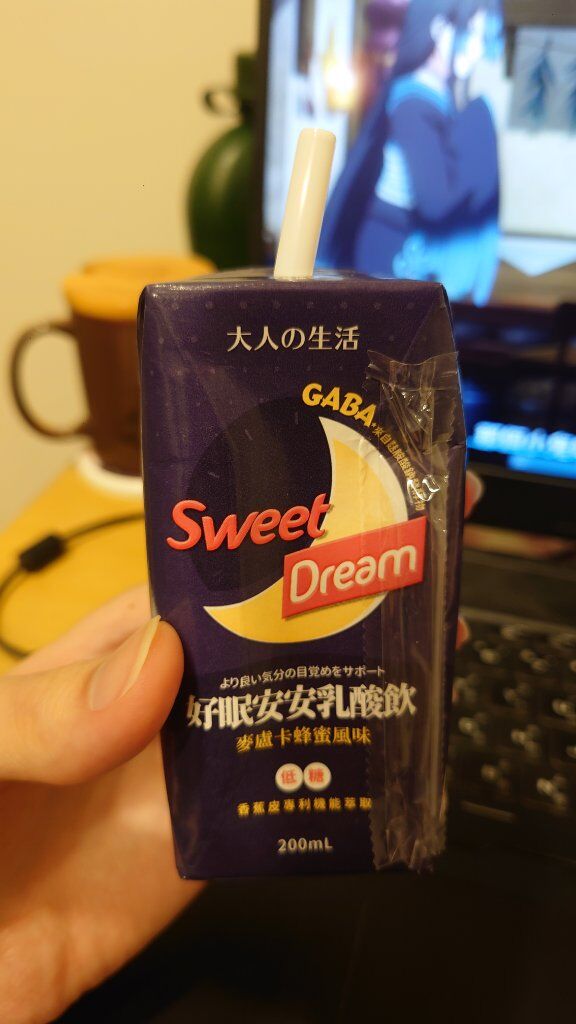 大人の生活
GABA
Sweet
Dream
より良い気分の目覚めをサポート
好眠安安乳酸飲
麥盧卡蜂蜜風味
低糖
香蕉皮專利機能萃取
200mL